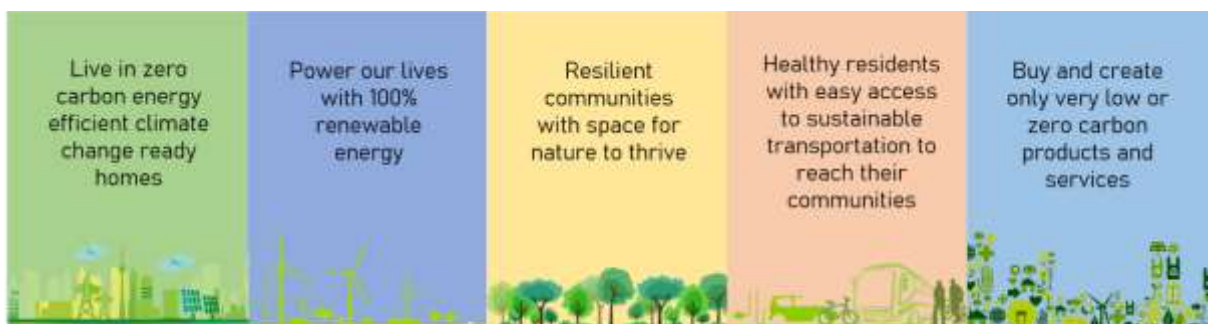 Live in zero
carbon energy
efficient climate
change ready
homes
Power our lives
with 100%
renewable
energy
Resilient
communities
with space for
nature to thrive
Healthy residents
with easy access
to sustainable
transportation to
reach their
communities
Buy and create
only very low or
zero carbon
products and
services